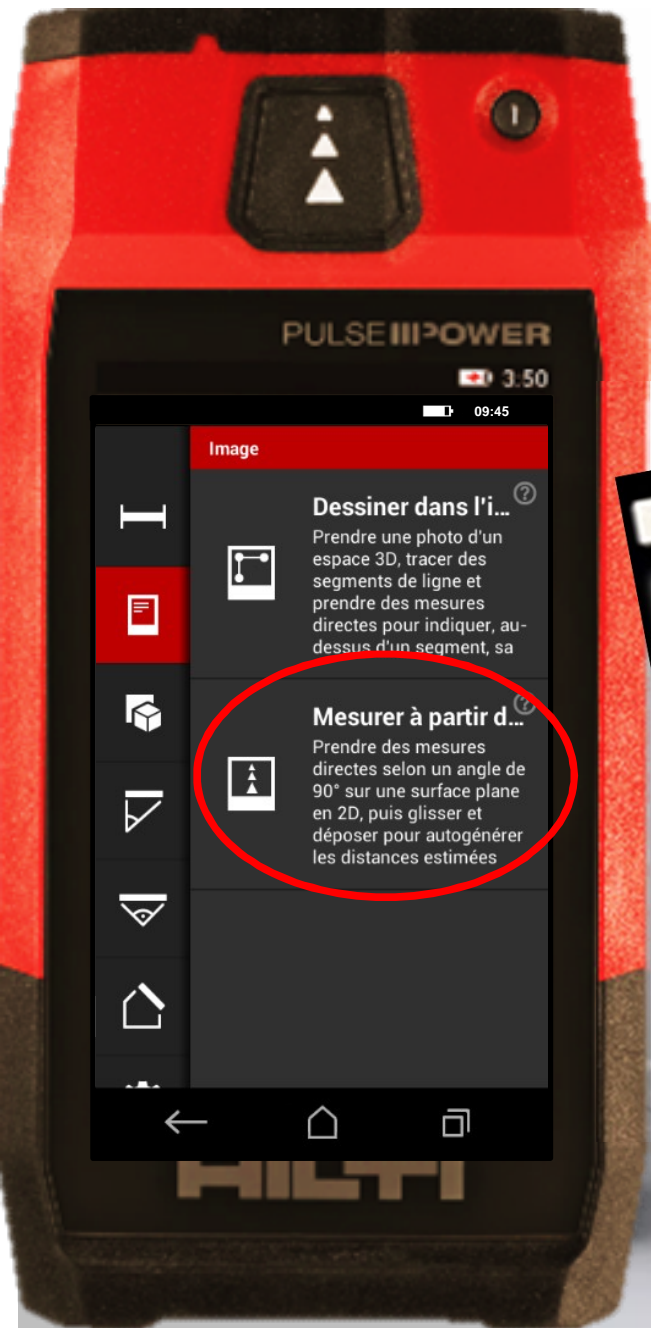 PULSE POWER
3:50
09:45
Image
Dessiner dans l'i...
Prendre une photo d'un
espace 3D, tracer des
segments de ligne et
prendre des mesures
directes pour indiquer, au-
dessus d'un segment, sa
Mesurer à partir d...
Prendre des mesures
directes selon un angle de
90° sur une surface plane
en 2D, puis glisser et
déposer pour autogénérer
les distances estimées
HILTI